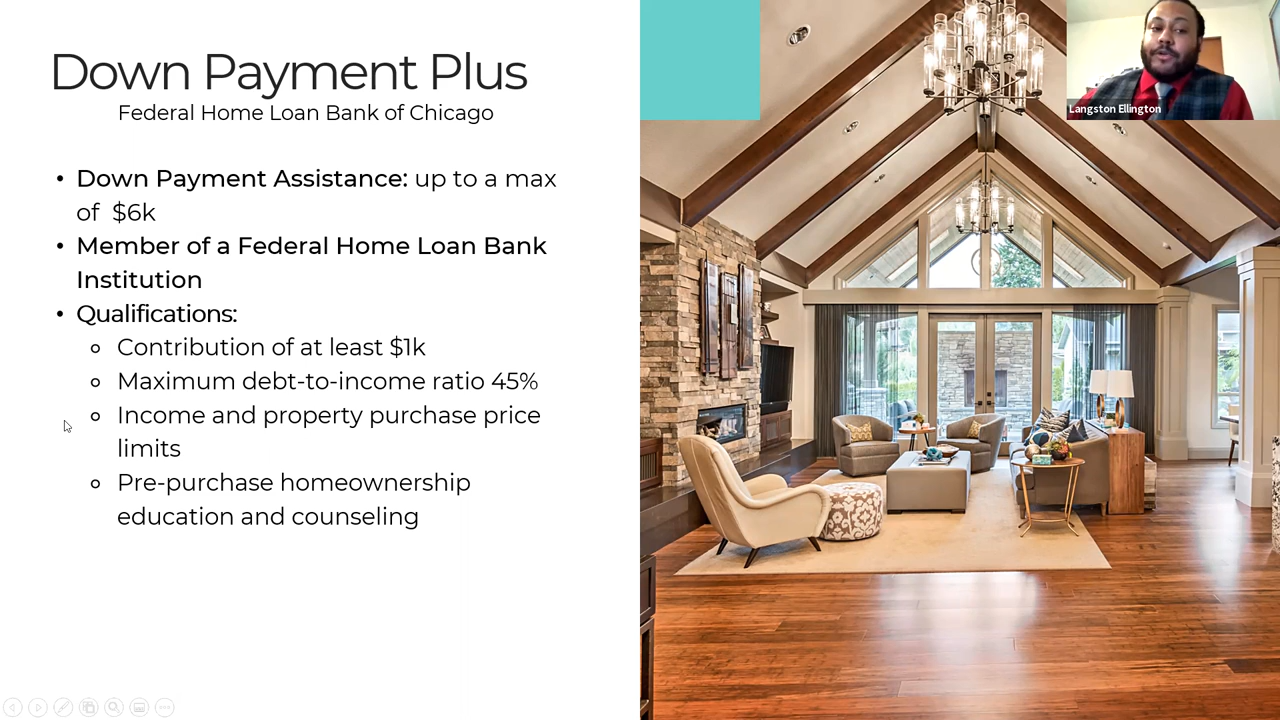 Down Payment Plus
Federal Home Loan Bank of Chicago
• Down Payment Assistance: up to a max
of $6k
• Member of a Federal Home Loan Bank
Institution
• Qualifications:
○ Contribution of at least $1k
○ Maximum debt-to-income ratio 45%
○ Income and property purchase price
limits
○ Pre-purchase homeownership
education and counseling
Langston Ellington